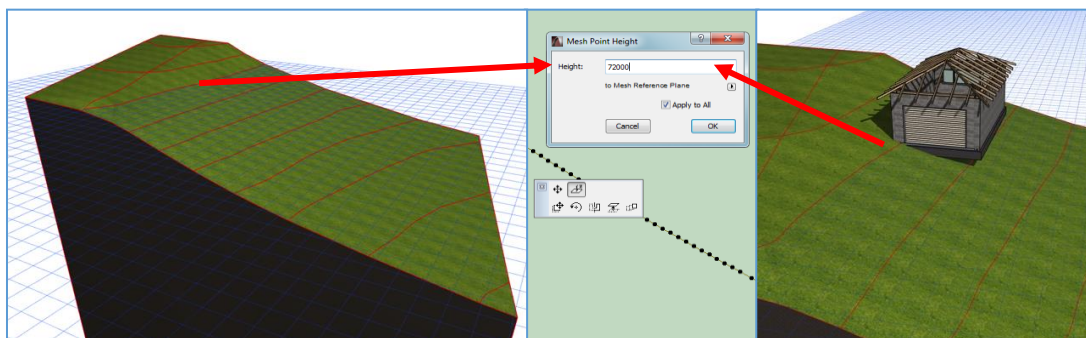 Mesh Point Height
Height:
72000
to Mesh Reference Plane
Apply to All
Cancel
OK